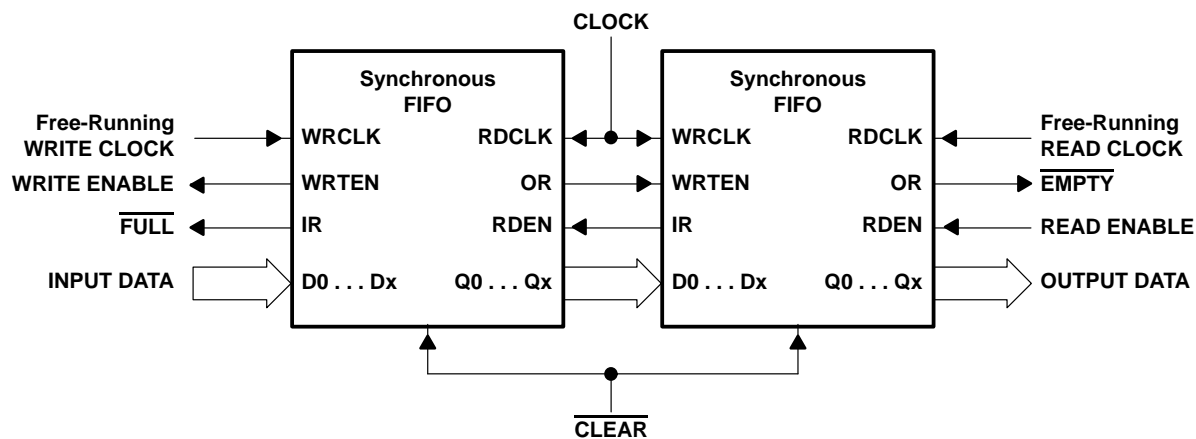 CLOCK
Synchronous
FIFO
Synchronous
FIFO
Free-Running
WRITE CLOCK
WRCLK
RDCLK
WRCLK
RDCLK
Free-Running
READ CLOCK
WRITE ENABLE
WRTEN
OR
WRTEN
OR
EMPTY
FULL
IR
RDEN
IR
RDEN
READ ENABLE
INPUT DATA
D0 . . . Dx
Q0 . . . Qx
D0 . . . Dx
Q0 . . . Qx
OUTPUT DATA
CLEAR